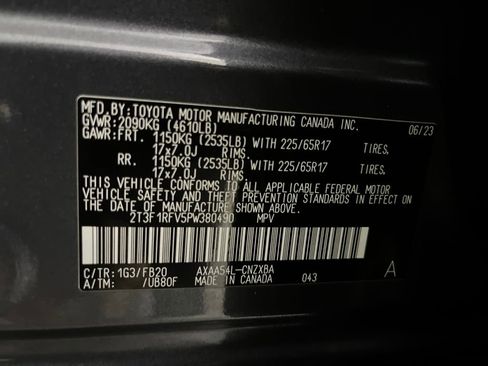 MFD.BY:TOYOTA MOTOR MANUFACTURING CANADA INC. 06/23
GVWR:2090KG (4610LB)
GAWR:FRT. 1150KG (2535LB) WITH 225/65R17 TIRES,
17x7.0J RIMS.
RR. 1150KG (2535LB) WITH 225/65R17 TIRES,
17x7.0J RIMS.
THIS VEHICLE CONFORMS TO ALL APPLICABLE FEDERAL MOTOR
VEHICLE SAFETY AND THEFT PREVENTION STANDARDS IN EFFECT ON
THE DATE OF MANUFACTURE SHOWN ABOVE.
2T3F1RFV5PW380490 MPV
C/TR:1G3/FB20 AXAA54L-CNZXBA
A/TM: /UB80F MADE IN CANADA 043 A